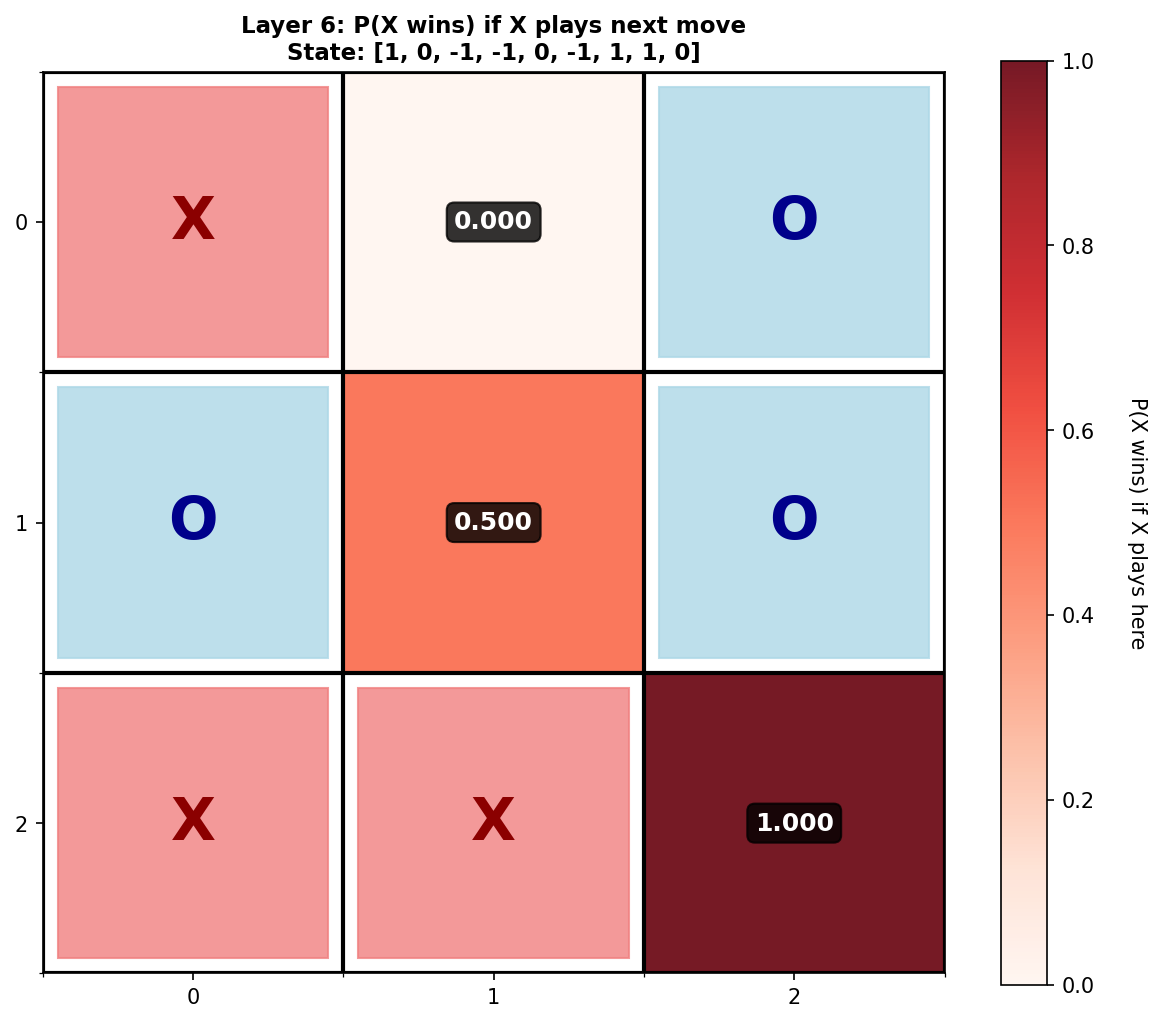 Layer 6: P(X wins) if X plays next move
State: [1, 0, -1, -1, 0, -1, 1, 1, 0]
X
0.000
O
O
0.500
O
X
X
1.000
0
1
2
0
1
2
1.0
0.8
0.6
0.4
0.2
0.0
P(X wins) if X plays here